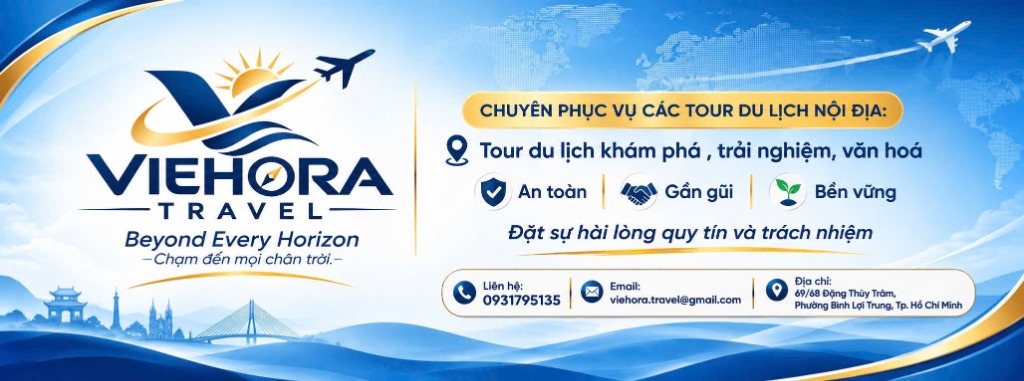 VIEHORA
TRAVEL
Beyond Every Horizon
–Chạm đến mọi chân trời.–
CHUYÊN PHỤC VỤ CÁC TOUR DU LỊCH NỘI ĐỊA:
Tour du lịch khám phá , trải nghiệm, văn hoá
An toàn
Gần gũi
Bền vững
Đặt sự hài lòng quy tín và trách nhiệm
Liên hệ:
0931795135
Email:
viehora.travel@gmail.com
Địa chỉ:
69/68 Đặng Thùy Trâm,
Phường Bình Lợi Trung, Tp. Hồ Chí Minh